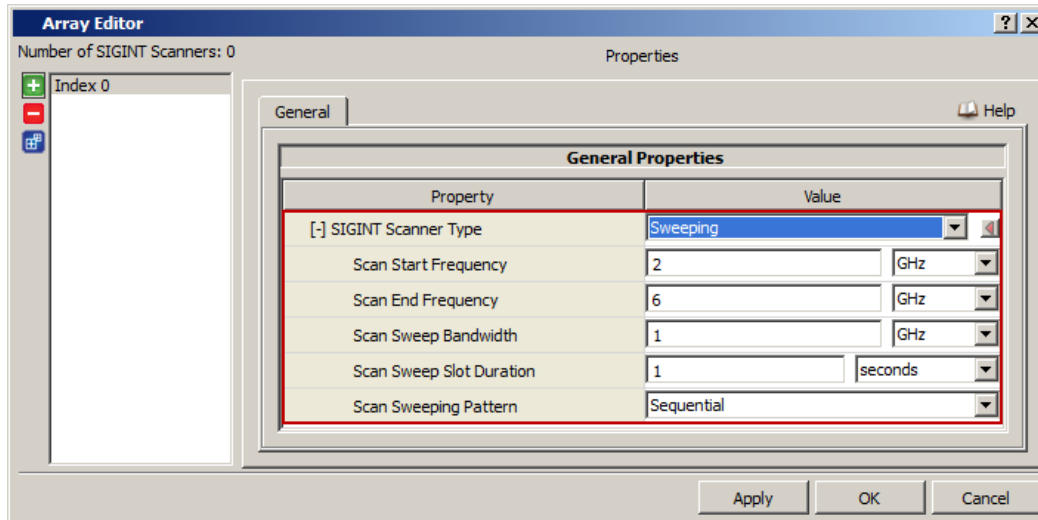 Array Editor
Number of SIGINT Scanners: 0
Properties
Index 0
General
Help
General Properties
Property Value
[-] SIGINT Scanner Type Sweeping
Scan Start Frequency 2 GHz
Scan End Frequency 6 GHz
Scan Sweep Bandwidth 1 GHz
Scan Sweep Slot Duration 1 seconds
Scan Sweeping Pattern Sequential
Apply OK Cancel